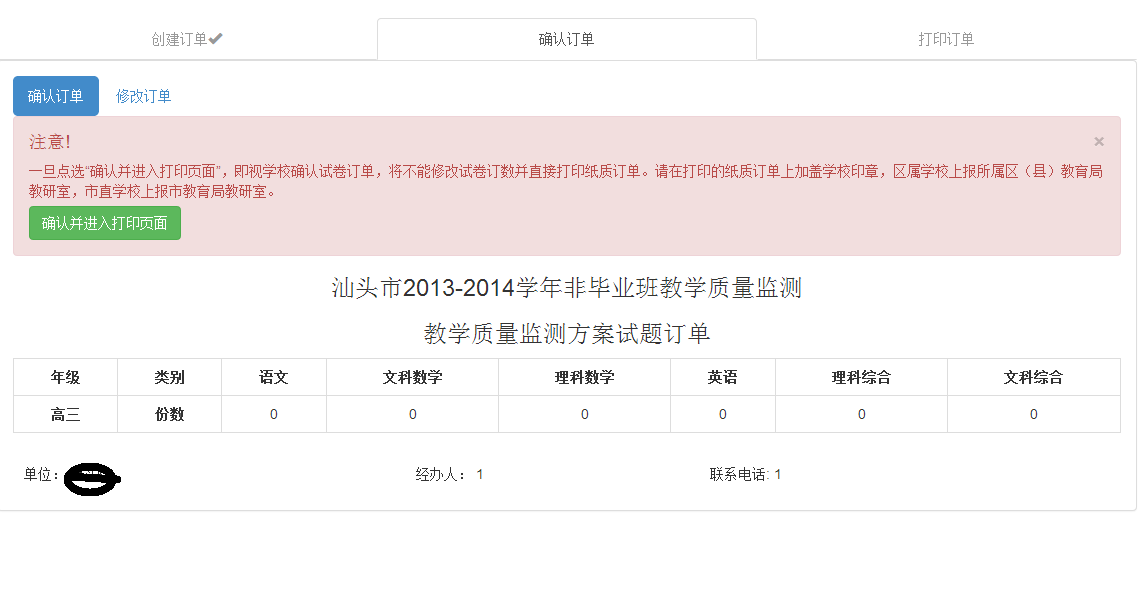 创建订单 确认订单 打印订单
确认订单 修改订单
注意! ×
一旦点选“确认并进入打印页面”，即视学校确认试卷订单，将不能修改试卷订数并直接打印纸质订单。请在打印的纸质订单上加盖学校印章，区属学校上报所属区（县）教育局
教研室，市直学校上报市教育局教研室。
确认并进入打印页面
汕头市2013-2014学年非毕业班教学质量监测
教学质量监测方案试题订单
年级 类别 语文 文科数学 理科数学 英语 理科综合 文科综合
高三 份数 0 0 0 0 0 0
单位： 经办人： 1 联系电话: 1